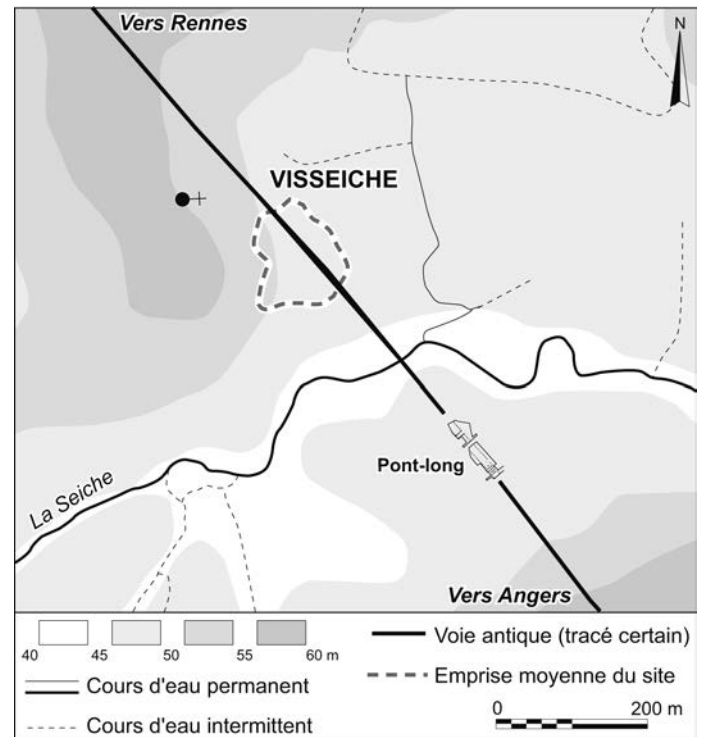 Vers Rennes
N
VISSEICHE
Pont-long
La Seiche
Vers Angers
40 45 50 55 60 m
Voie antique (tracé certain)
Cours d'eau permanent
Emprise moyenne du site
Cours d'eau intermittent
0 200 m